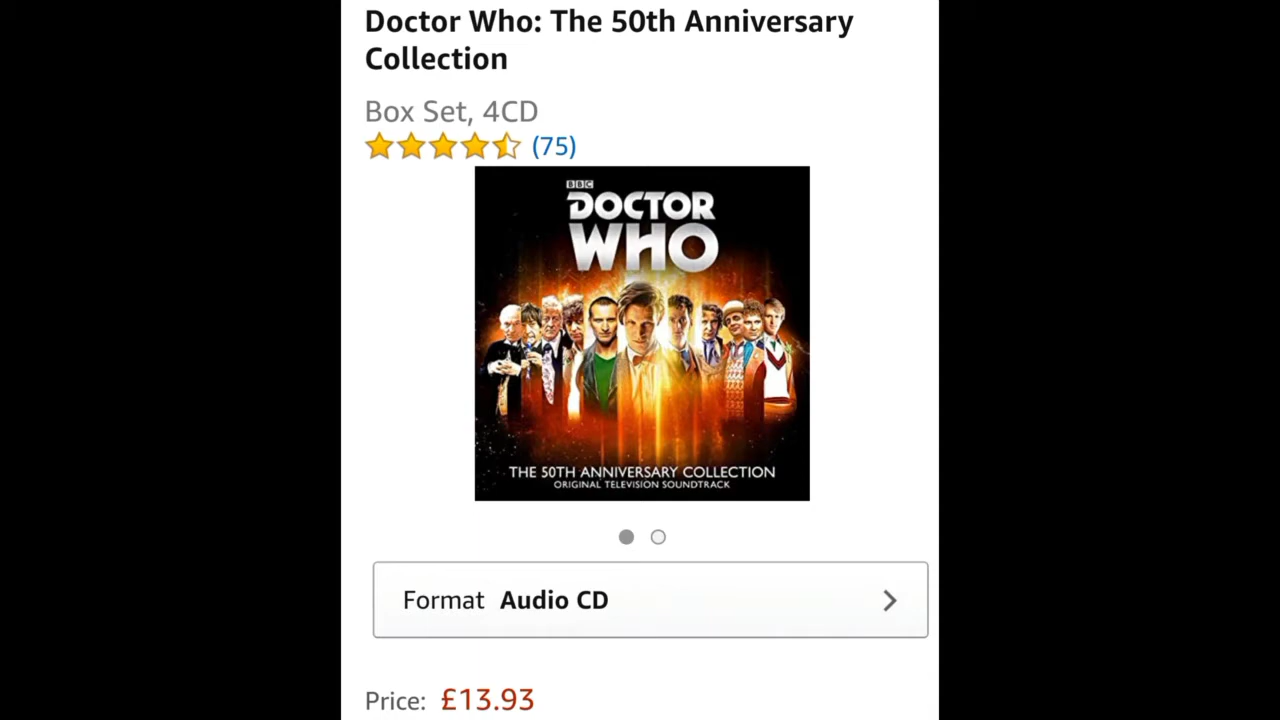 Doctor Who: The 50th Anniversary
Collection
Box Set, 4CD
(75)
BBC
DOCTOR
WHO
THE 50TH ANNIVERSARY COLLECTION
ORIGINAL TELEVISION SOUNDTRACK
Format Audio CD
Price: £13.93